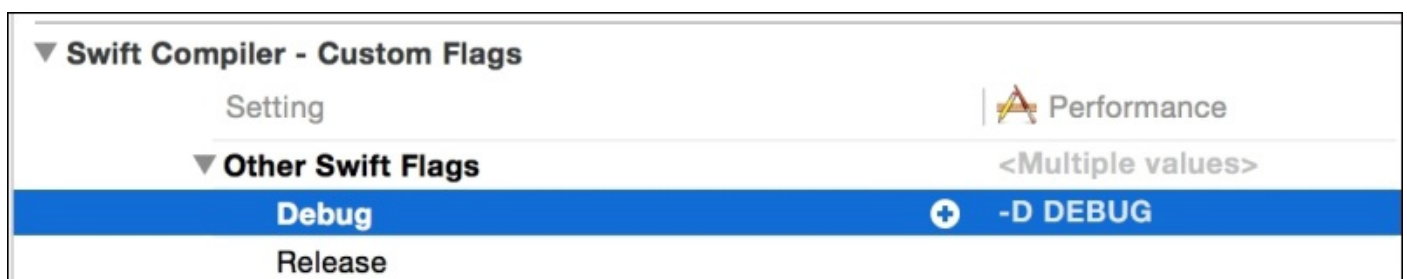 Swift Compiler - Custom Flags
Setting Performance
Other Swift Flags <Multiple values>
Debug -D DEBUG
Release